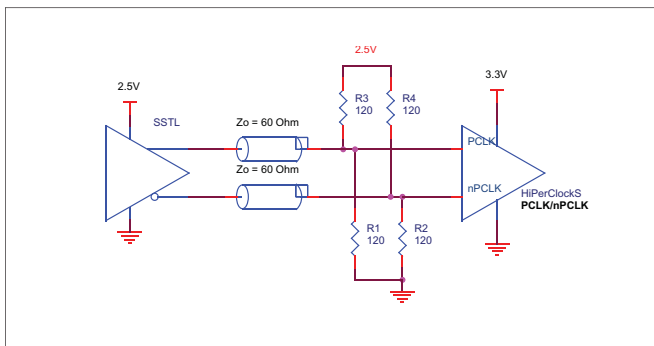 2.5V
2.5V
3.3V
SSTL
Zo = 60 Ohm
R3
120
R4
120
PCLK
Zo = 60 Ohm
nPCLK
HiPerClockS
PCLK/nPCLK
R1
120
R2
120